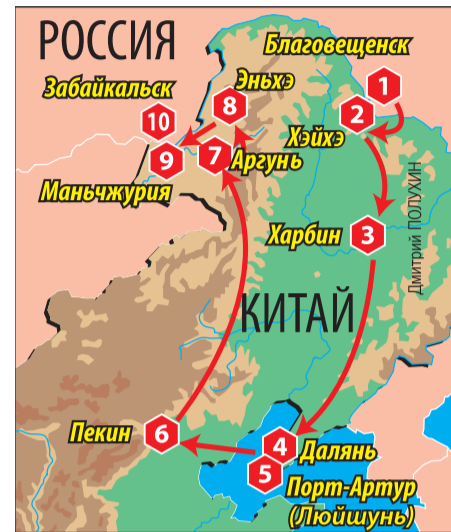 РОССИЯ
Благовещенск
1
Забайкальск
Эньхэ
2
10
8
Хэйхэ
9
7
Аргунь
Маньчжурия
Харбин
3
Дмитрий ПОЛУХИН
КИТАЙ
Пекин
6
4
Далянь
5
Порт-Артур
(Люйшунь)